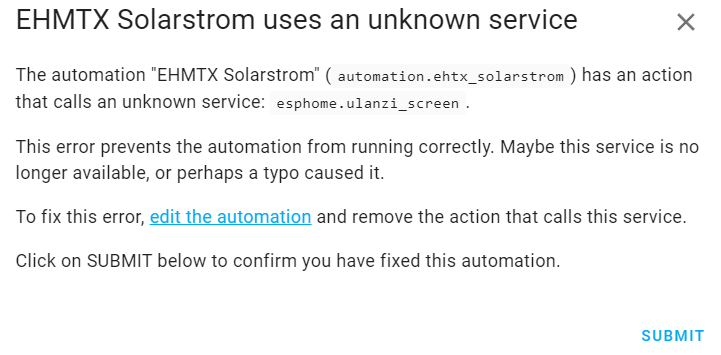 EHMTX Solarstrom uses an unknown service
The automation "EHMTX Solarstrom" ( automation.ehtx_solarstrom ) has an action
that calls an unknown service: esphome.ulanzi_screen .
This error prevents the automation from running correctly. Maybe this service is no
longer available, or perhaps a typo caused it.
To fix this error, edit the automation and remove the action that calls this service.
Click on SUBMIT below to confirm you have fixed this automation.
SUBMIT